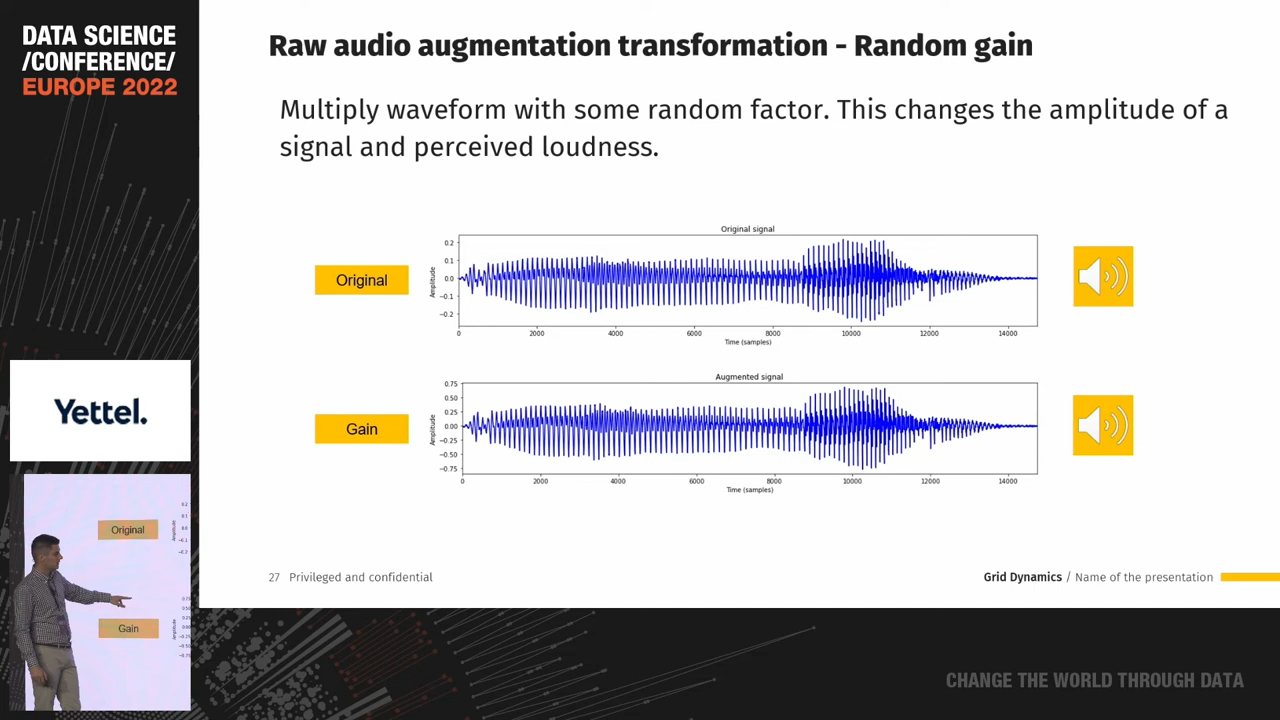 DATA SCIENCE
/CONFERENCE/
EUROPE 2022
Raw audio augmentation transformation - Random gain
Multiply waveform with some random factor. This changes the amplitude of a
signal and perceived loudness.
Original
Original signal
Amplitude
0.2
0.1
0.0
−0.1
−0.2
0 2000 4000 6000 8000 10000 12000 14000
Time (samples)
Gain
Augmented signal
Amplitude
0.75
0.50
0.25
0.00
−0.25
−0.50
−0.75
0 2000 4000 6000 8000 10000 12000 14000
Time (samples)
Yettel.
Original
Gain
27 Privileged and confidential
Grid Dynamics / Name of the presentation
CHANGE THE WORLD THROUGH DATA